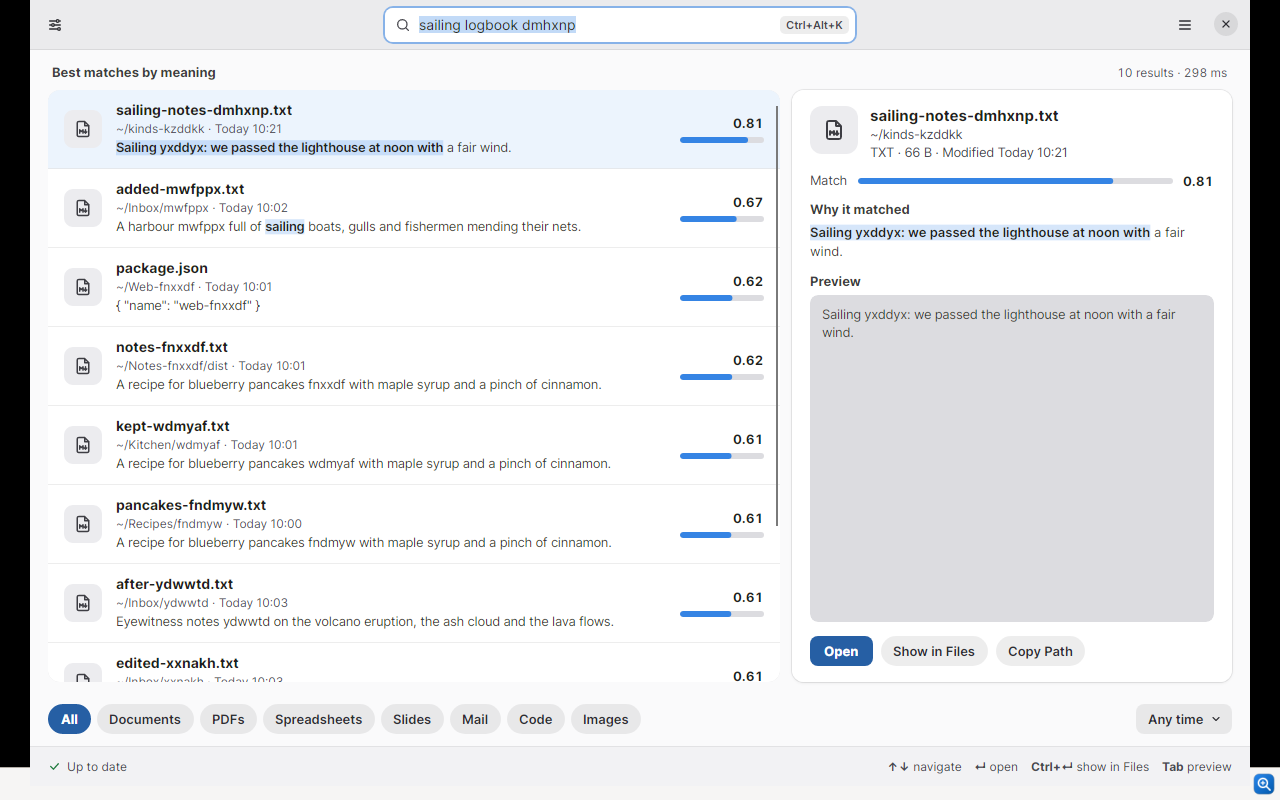 sailing logbook dmhxnp
Ctrl+Alt+K
Best matches by meaning
10 results · 298 ms
sailing-notes-dmhxnp.txt
~/kinds-kzddkk · Today 10:21
Sailing yxddyx: we passed the lighthouse at noon with a fair wind.
0.81
added-mwfppx.txt
~/Inbox/mwfppx · Today 10:02
A harbour mwfppx full of sailing boats, gulls and fishermen mending their nets.
0.67
package.json
~/Web-fnxxdf · Today 10:01
{ "name": "web-fnxxdf" }
0.62
notes-fnxxdf.txt
~/Notes-fnxxdf/dist · Today 10:01
A recipe for blueberry pancakes fnxxdf with maple syrup and a pinch of cinnamon.
0.62
kept-wdmyaf.txt
~/Kitchen/wdmyaf · Today 10:01
A recipe for blueberry pancakes wdmyaf with maple syrup and a pinch of cinnamon.
0.61
pancakes-fndmyw.txt
~/Recipes/fndmyw · Today 10:00
A recipe for blueberry pancakes fndmyw with maple syrup and a pinch of cinnamon.
0.61
after-ydwwtd.txt
~/Inbox/ydwwtd · Today 10:03
Eyewitness notes ydwwtd on the volcano eruption, the ash cloud and the lava flows.
0.61
edited-xxnakh.txt
~/Inbox/xxnakh · Today 10:03
0.61
sailing-notes-dmhxnp.txt
~/kinds-kzddkk
TXT · 66 B · Modified Today 10:21
Match
0.81
Why it matched
Sailing yxddyx: we passed the lighthouse at noon with a fair
wind.
Preview
Sailing yxddyx: we passed the lighthouse at noon with a fair
wind.
Open
Show in Files
Copy Path
All
Documents
PDFs
Spreadsheets
Slides
Mail
Code
Images
Any time
Up to date
↑↓ navigate
↵ open
Ctrl+↵ show in Files
Tab preview